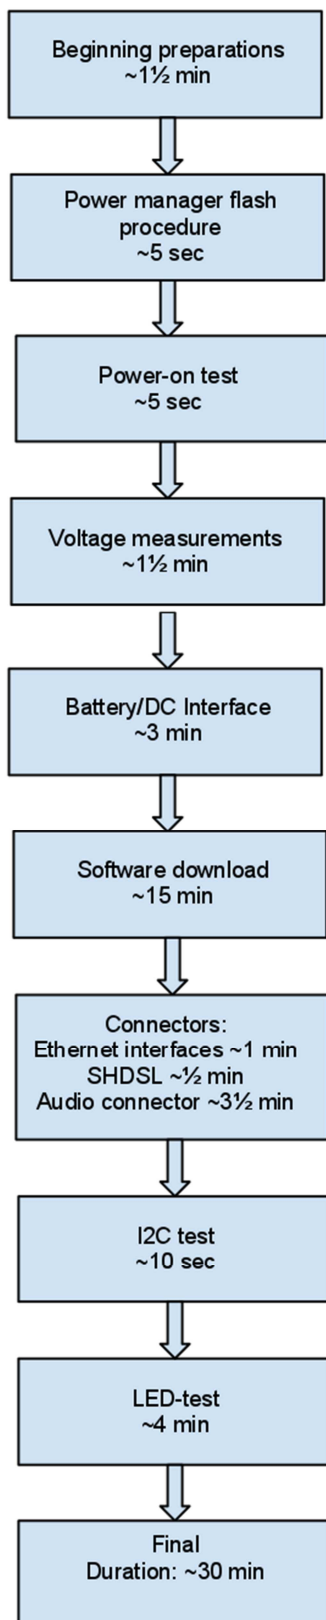 Beginning preparations
~1½ min
Power manager flash
procedure
~5 sec
Power-on test
~5 sec
Voltage measurements
~1½ min
Battery/DC Interface
~3 min
Software download
~15 min
Connectors:
Ethernet interfaces ~1 min
SHDSL ~½ min
Audio connector ~3½ min
I2C test
~10 sec
LED-test
~4 min
Final
Duration: ~30 min